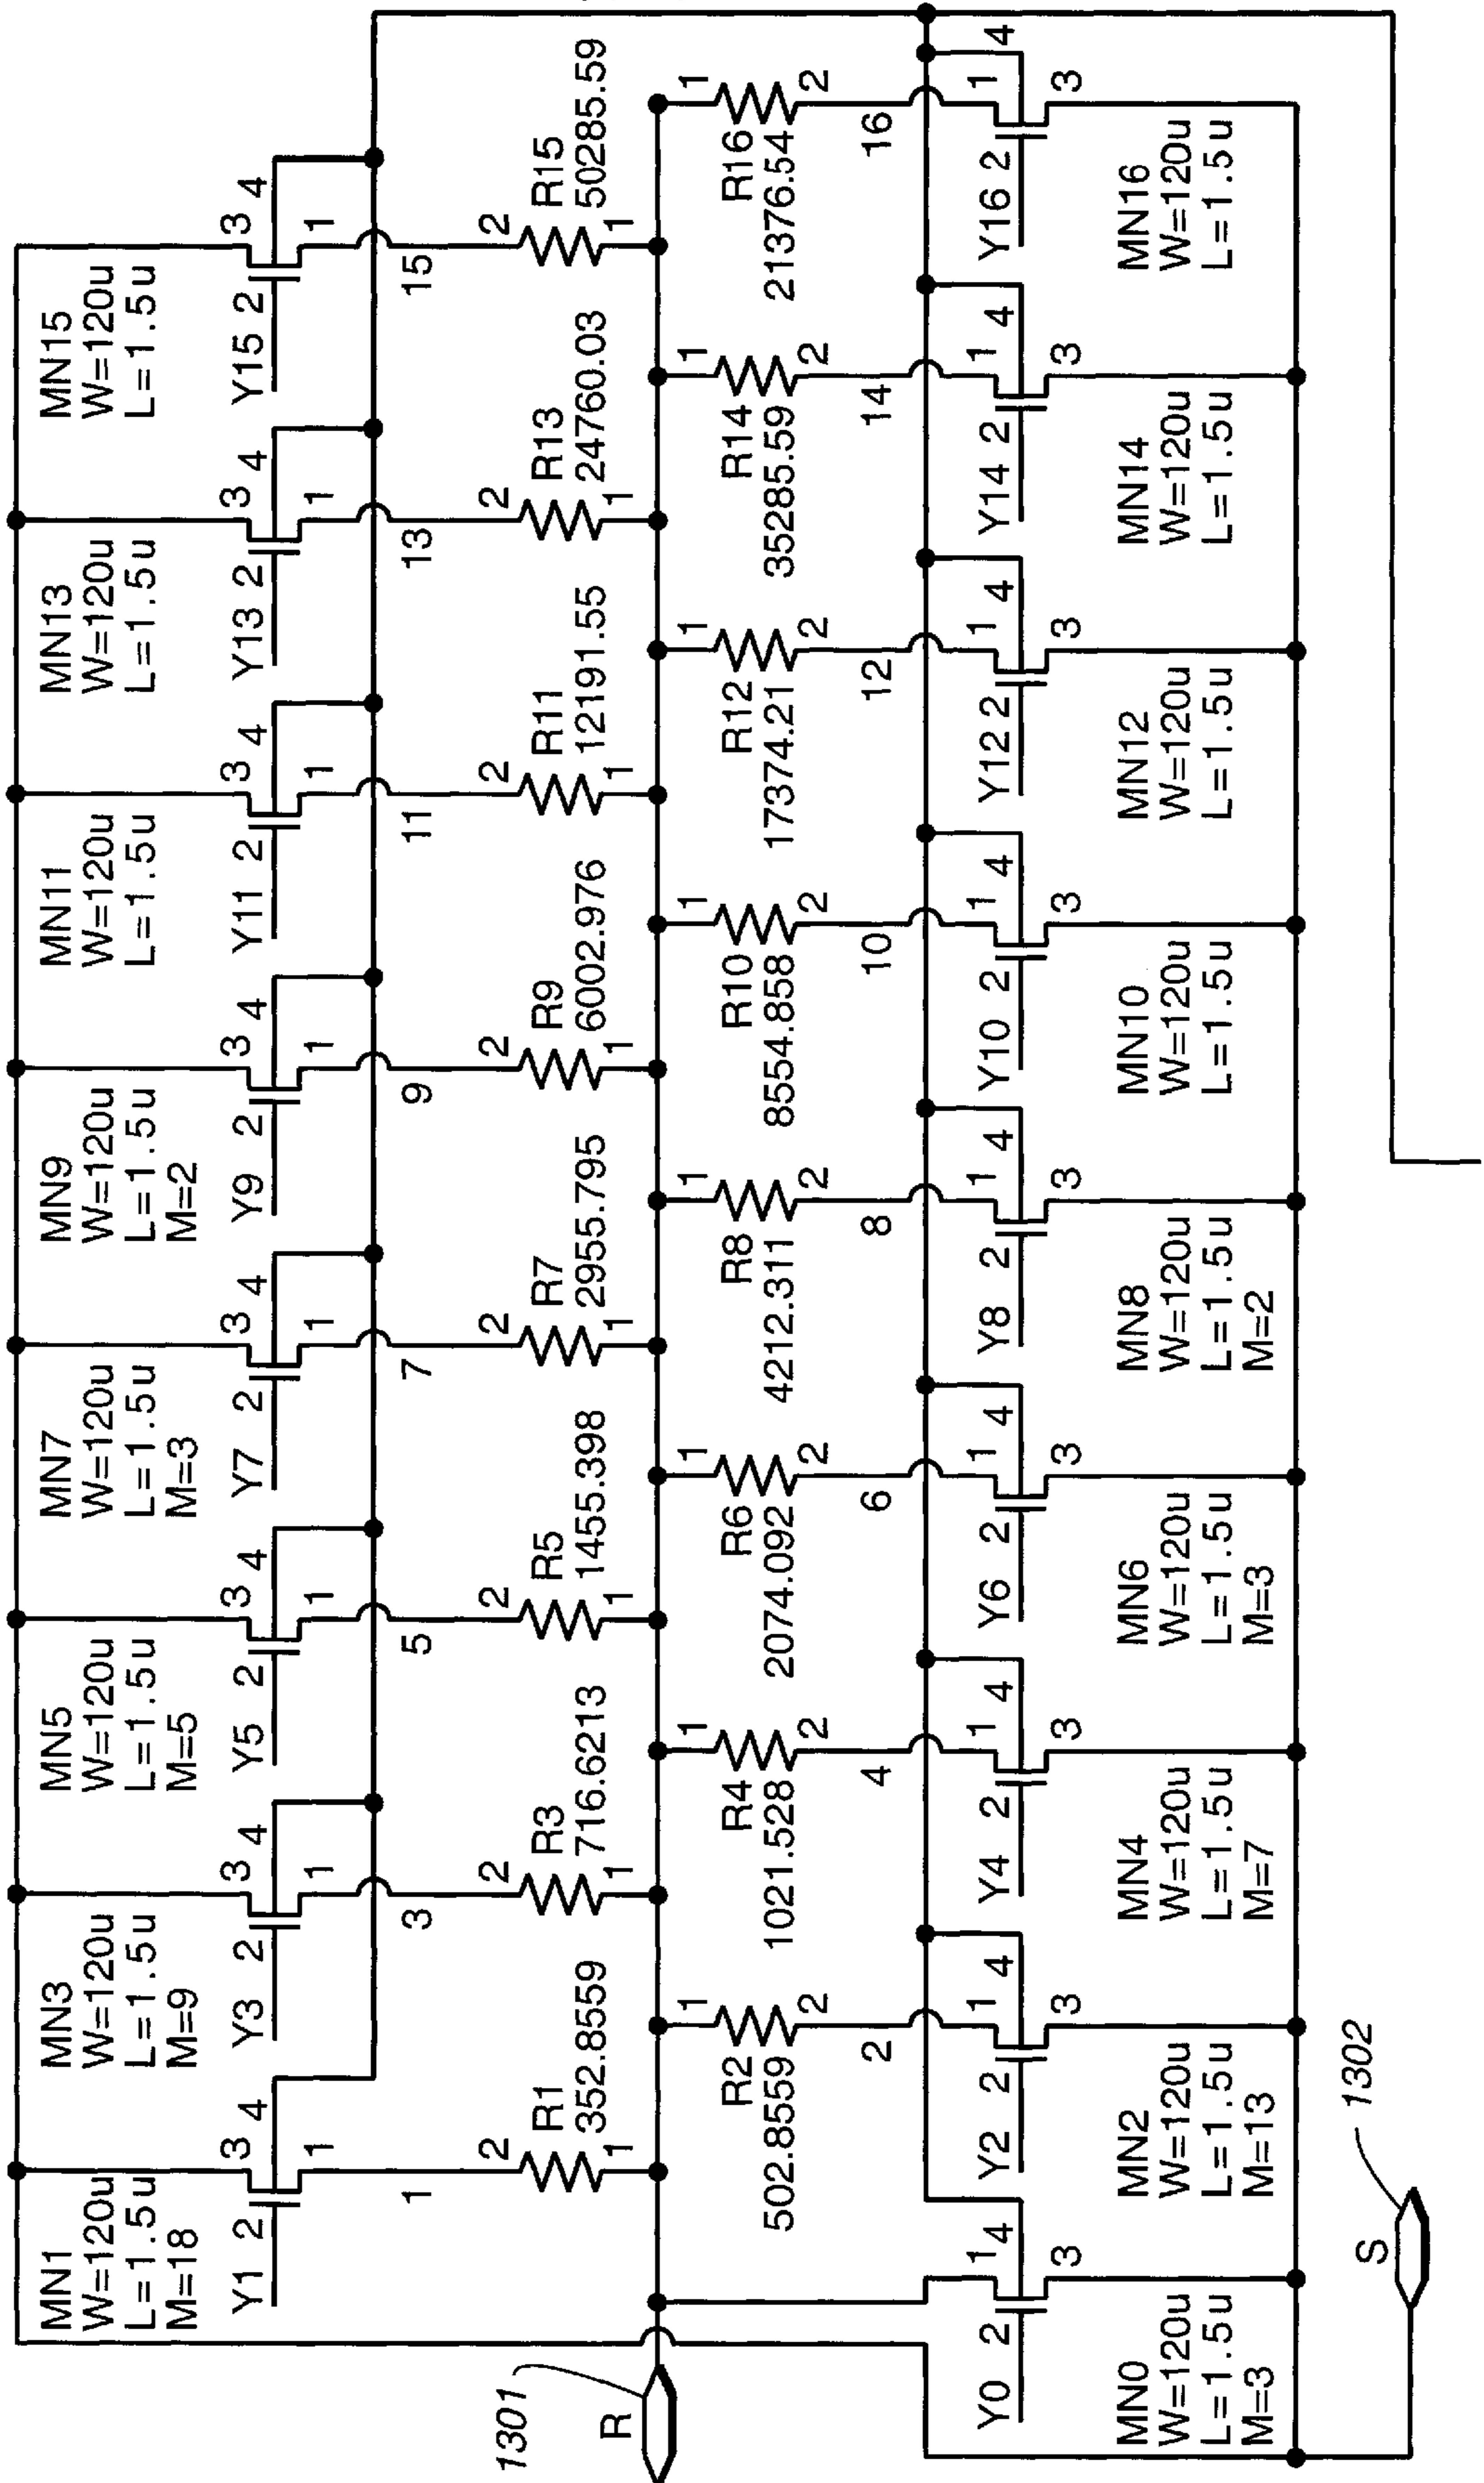 MN1
W=120u
L=1.5u
M=18
MN3
W=120u
L=1.5u
M=9
MN5
W=120u
L=1.5u
M=5
MN7
W=120u
L=1.5u
M=3
MN9
W=120u
L=1.5u
M=2
MN11
W=120u
L=1.5u
MN13
W=120u
L=1.5u
MN15
W=120u
L=1.5u
Y1 2 3 4 1
Y3 2 3 4 1
Y5 2 3 4 1
Y7 2 3 4 1
Y9 2 3 4 1
Y11 2 3 4 1
Y13 2 3 4 1
Y15 2 3 4 1
1 3 5 7 9 11 13 15
2 R1
352.8559
1
2 R3
716.6213
1
2 R5
1455.398
1
2 R7
2955.795
1
2 R9
6002.976
1
2 R11
12191.55
1
2 R13
24760.03
1
2 R15
50285.59
1
1301
R
1
R2
502.8559
2
1
R4
1021.528
2
1
R6
2074.092
2
1
R8
4212.311
2
1
R10
8554.858
2
1
R12
17374.21
2
1
R14
35285.59
2
1
R16
21376.54
2
2 4 6 8 10 12 14 16
Y0 2 1 4 3
Y2 2 1 4 3
Y4 2 1 4 3
Y6 2 1 4 3
Y8 2 1 4 3
Y10 2 1 4 3
Y12 2 1 4 3
Y14 2 1 4 3
Y16 2 1 4 3
MN0
W=120u
L=1.5u
M=3
MN2
W=120u
L=1.5u
M=13
MN4
W=120u
L=1.5u
M=7
MN6
W=120u
L=1.5u
M=3
MN8
W=120u
L=1.5u
M=2
MN10
W=120u
L=1.5u
MN12
W=120u
L=1.5u
MN14
W=120u
L=1.5u
MN16
W=120u
L=1.5u
S
1302